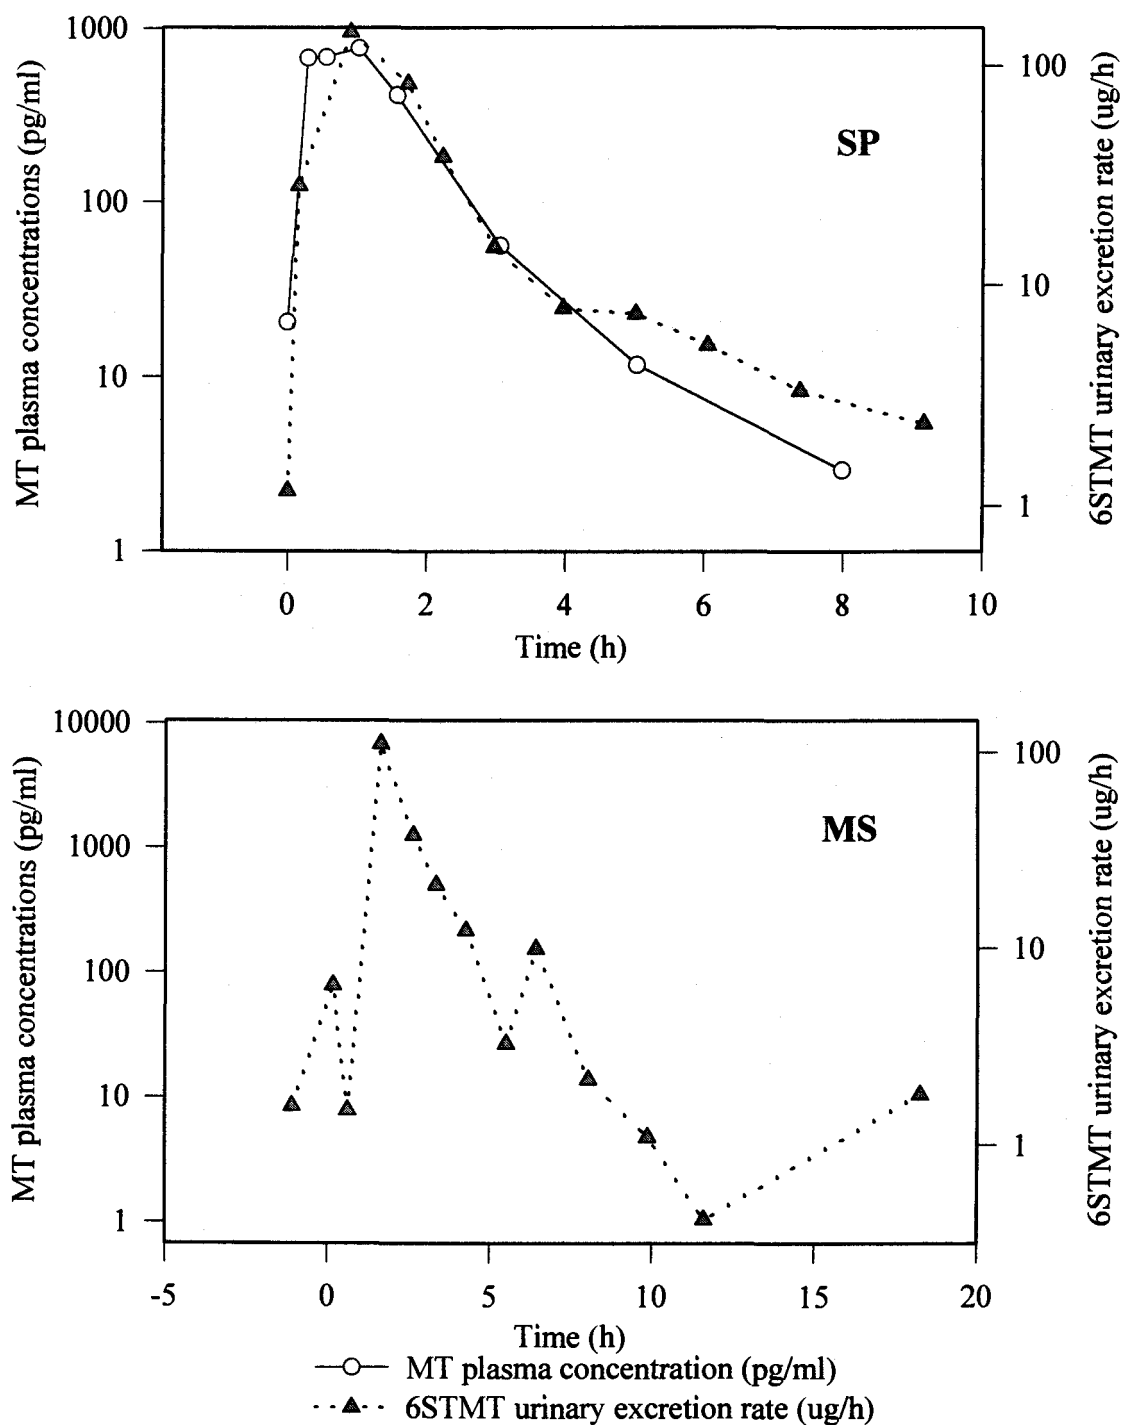 1000
100
10
1
MT plasma concentrations (pg/ml)
SP
100
10
1
6STMT urinary excretion rate (ug/h)
0 2 4 6 8 10
Time (h)
10000
1000
100
10
1
MT plasma concentrations (pg/ml)
MS
100
10
1
6STMT urinary excretion rate (ug/h)
-5 0 5 10 15 20
Time (h)
MT plasma concentration (pg/ml)
6STMT urinary excretion rate (ug/h)